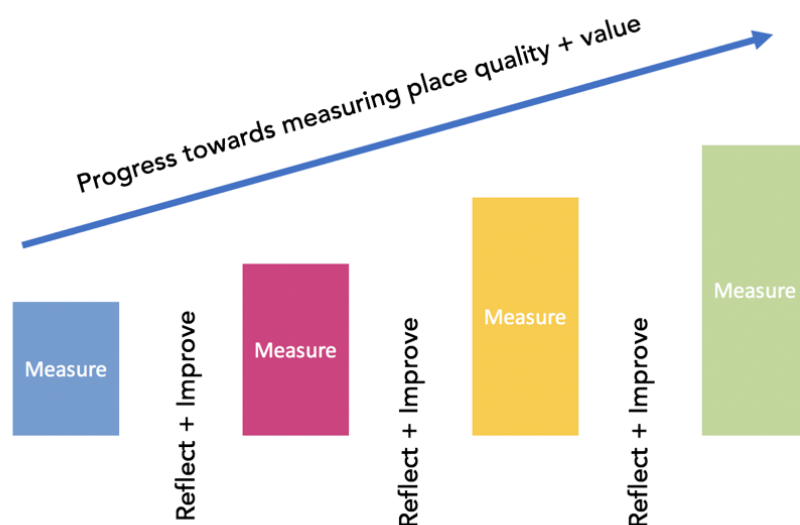 Progress towards measuring place quality + value
Measure
Reflect + Improve
Measure
Reflect + Improve
Measure
Reflect + Improve
Measure